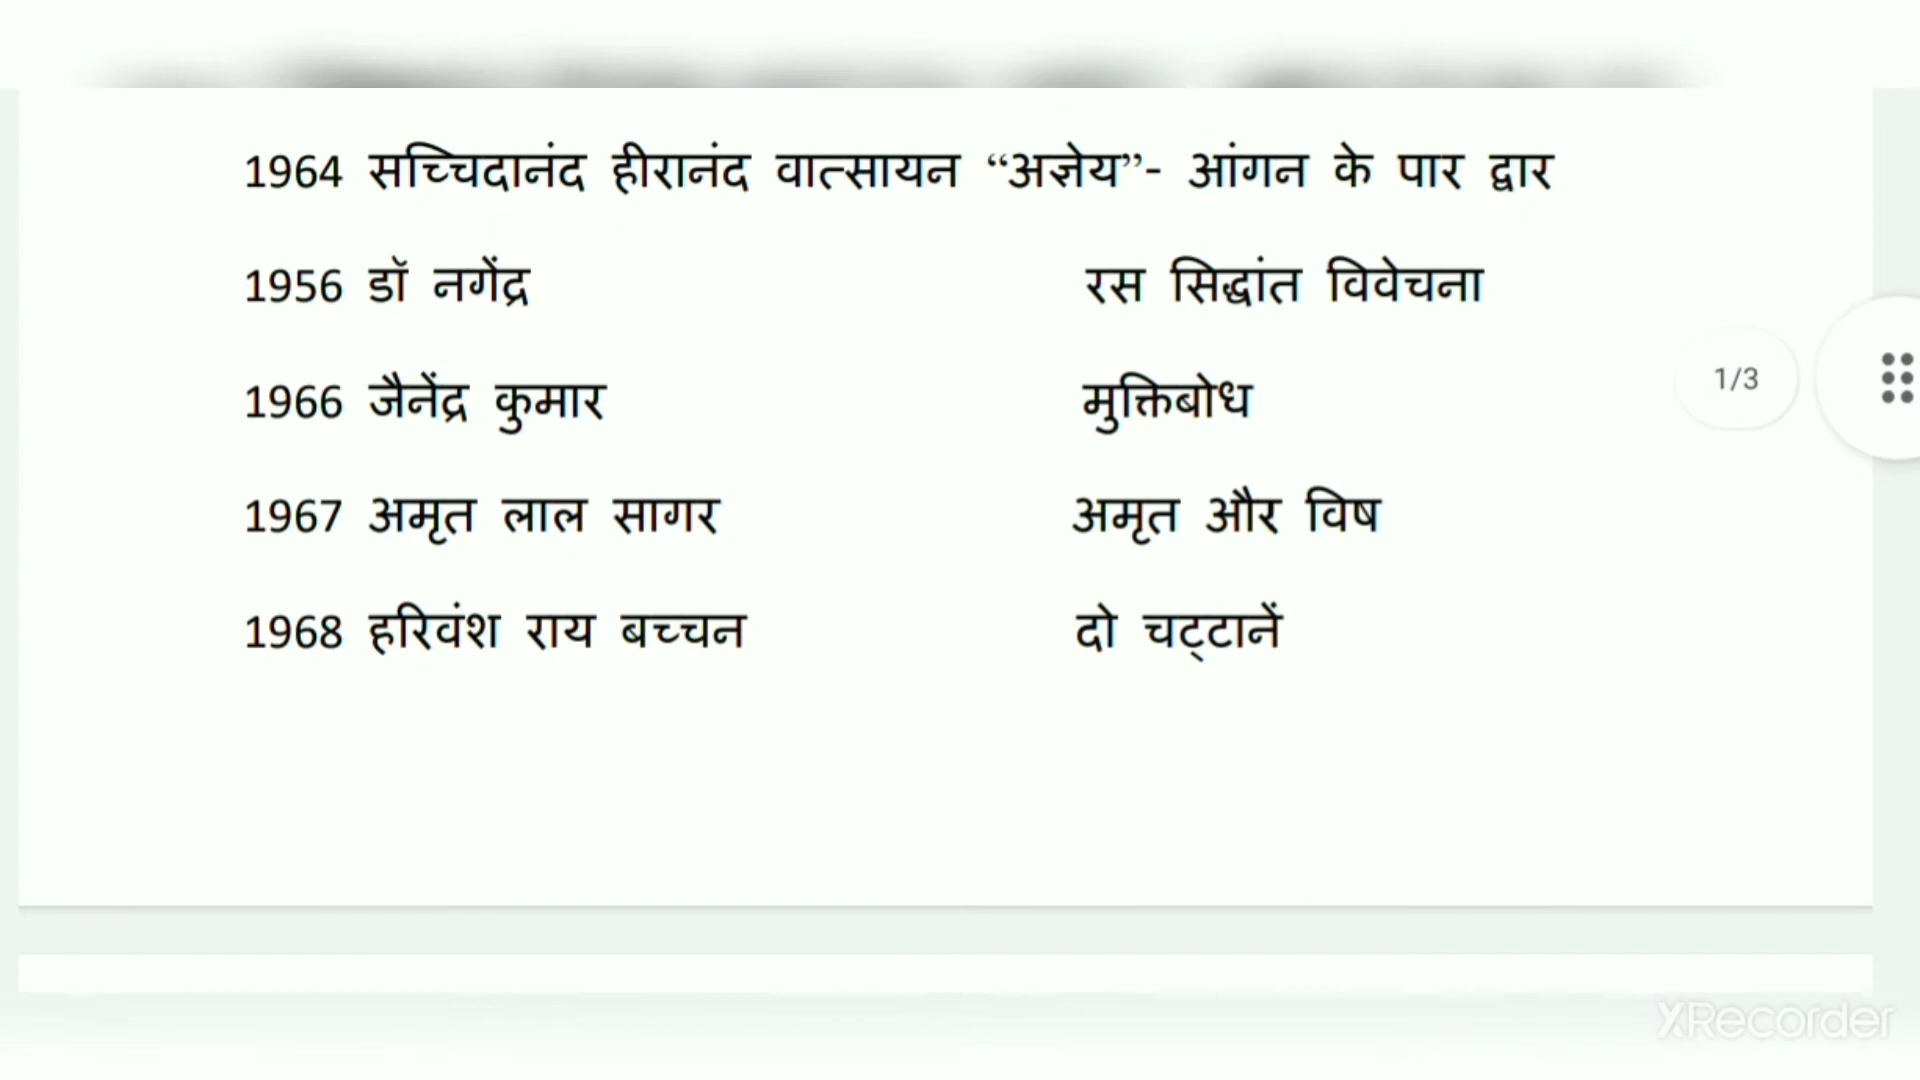 1964 सच्चिदानंद हीरानंद वात्सायन “अज्ञेय”- आंगन के पार द्वार
1956 डॉ नगेंद्र रस सिद्धांत विवेचना
1966 जैनेंद्र कुमार मुक्तिबोध
1/3
1967 अमृत लाल सागर अमृत और विष
1968 हरिवंश राय बच्चन दो चट्टानें
XRecorder